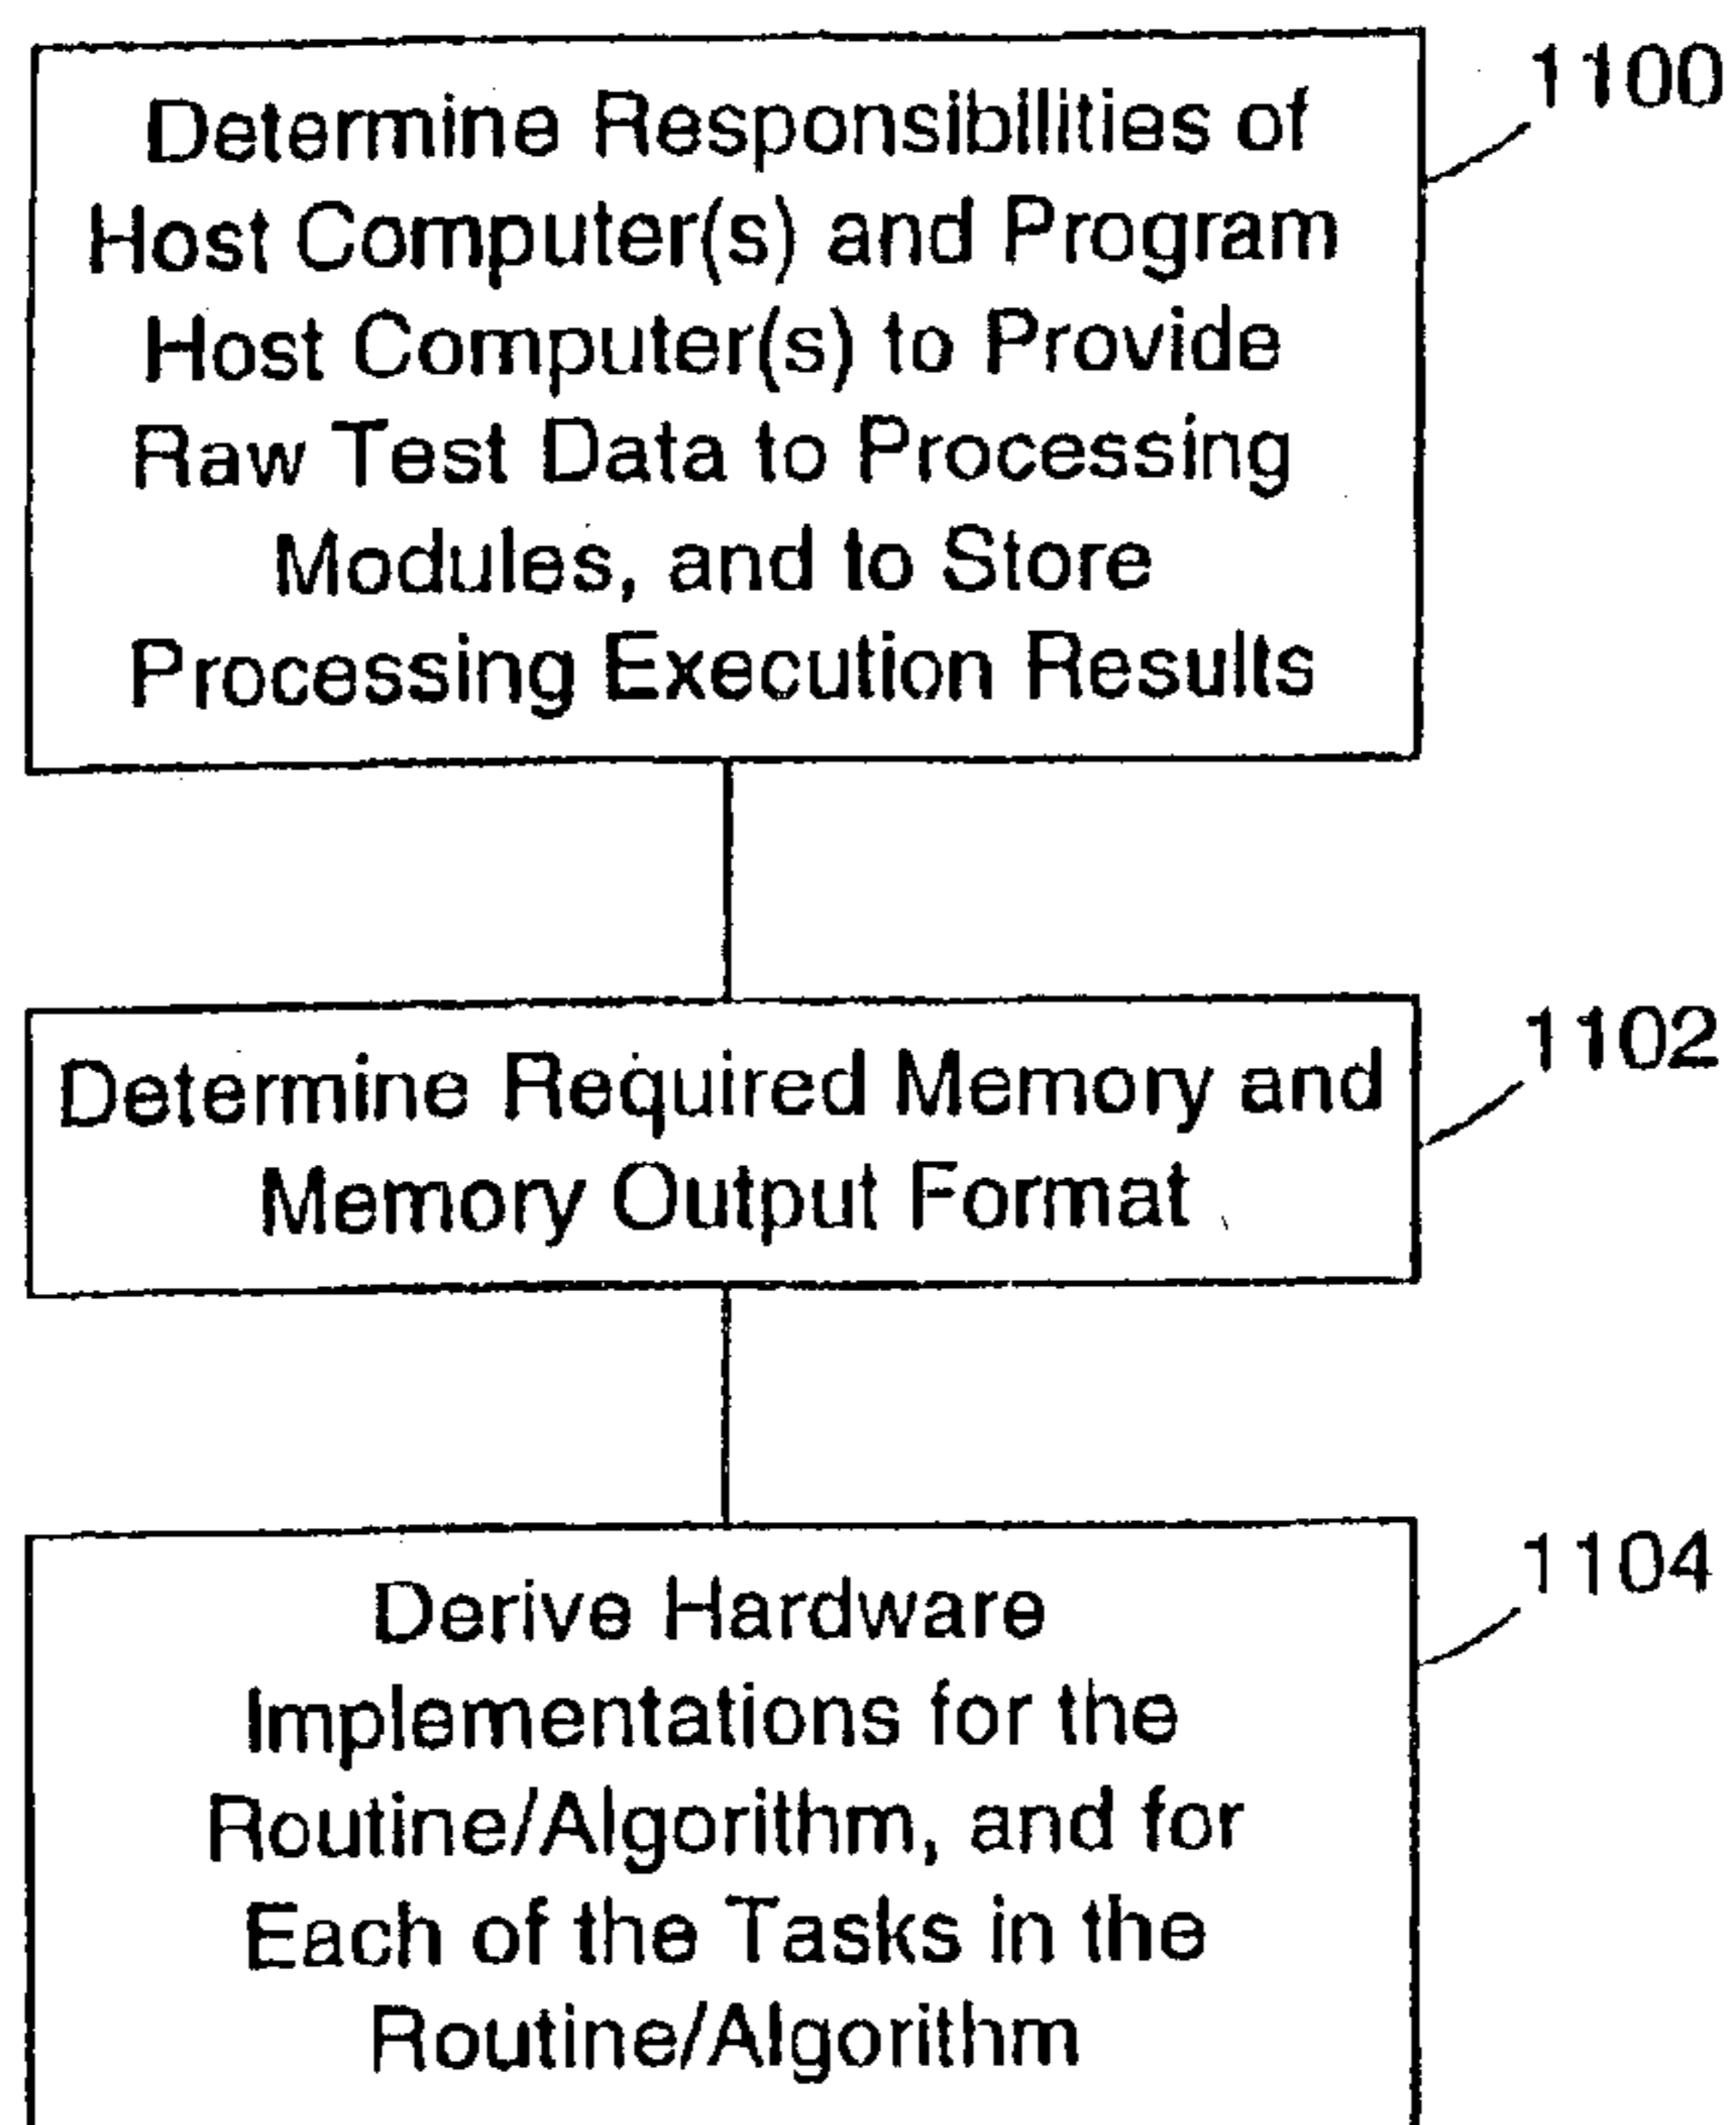 Determine Responsibilities of
Host Computer(s) and Program
Host Computer(s) to Provide
Raw Test Data to Processing
Modules, and to Store
Processing Execution Results
1100
Determine Required Memory and
Memory Output Format
1102
Derive Hardware
Implementations for the
Routine/Algorithm, and for
Each of the Tasks in the
Routine/Algorithm
1104